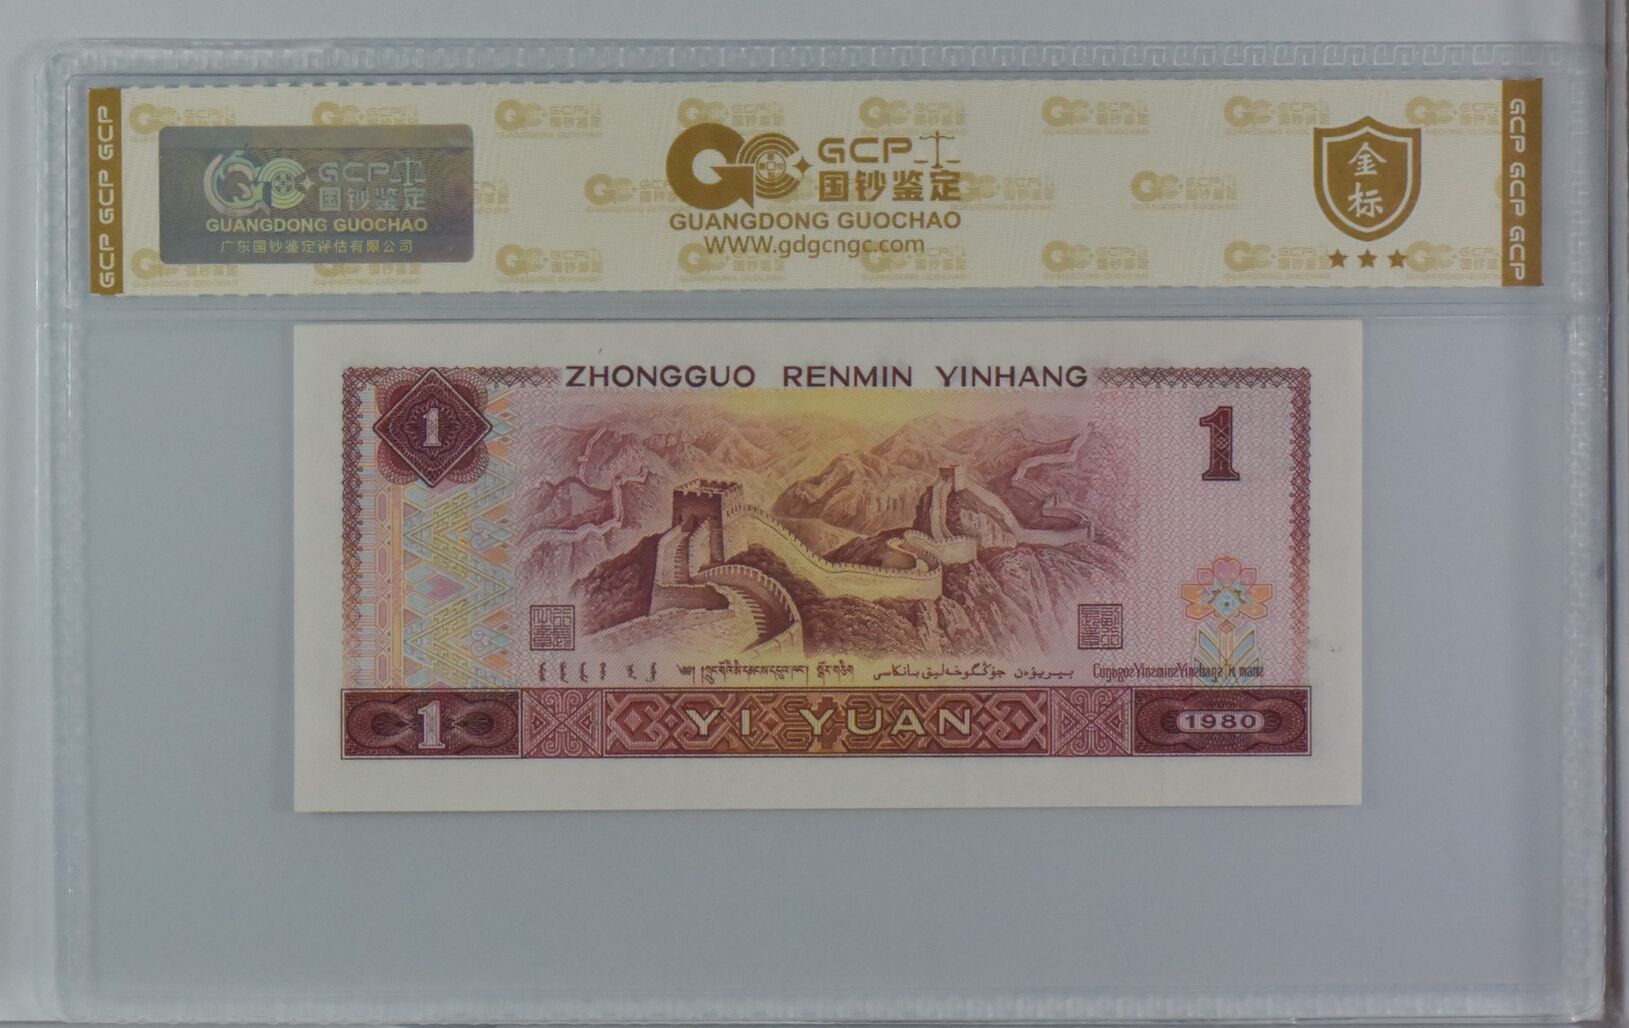 GCP GCP GCP
GCP
国钞鉴定
GUANGDONG GUOCHAO
广东国钞鉴定评估有限公司
GCP
国钞鉴定
GUANGDONG GUOCHAO
WWW.gdgcngc.com
金
标
GCP GCP GCP
ZHONGGUO RENMIN YINHANG
1
1
1
YI YUAN
1980